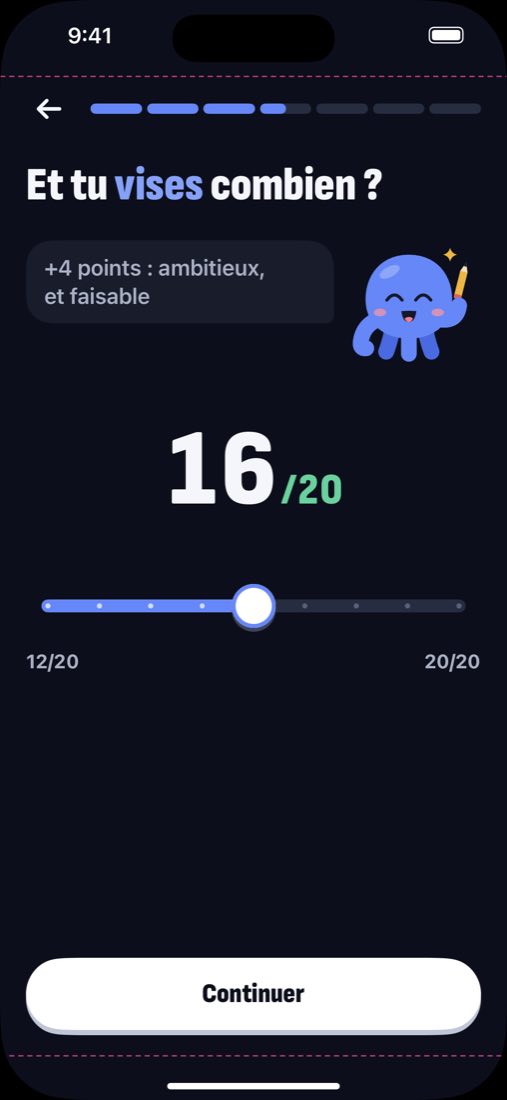 9:41
Et tu vises combien ?
+4 points : ambitieux,
et faisable
16/20
12/20
20/20
Continuer